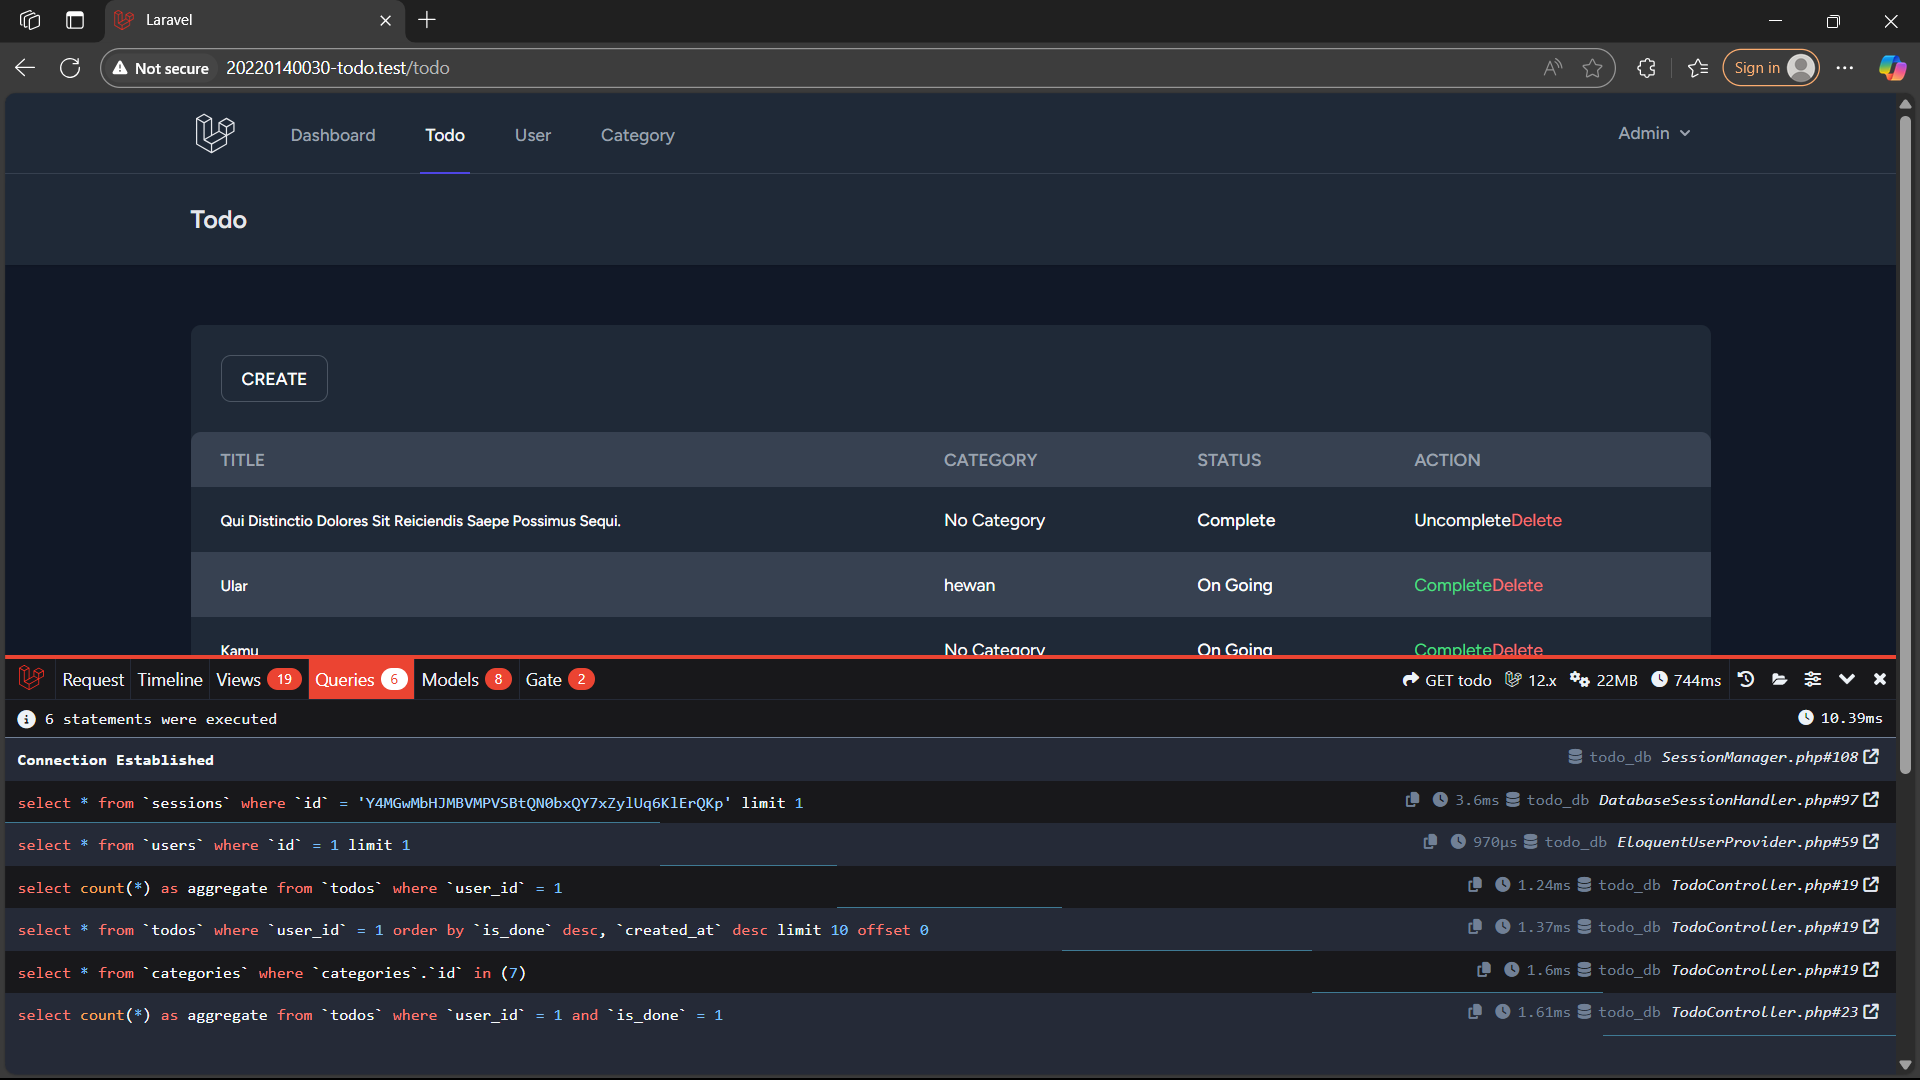 Laravel
Not secure 20220140030-todo.test/todo Sign in
Dashboard Todo User Category Admin
Todo
CREATE
TITLE CATEGORY STATUS ACTION
Qui Distinctio Dolores Sit Reiciendis Saepe Possimus Sequi. No Category Complete UncompleteDelete
Ular hewan On Going CompleteDelete
Kamu No Category On Going CompleteDelete
Request Timeline Views 19 Queries 6 Models 8 Gate 2 GET todo 12.x 22MB 744ms
6 statements were executed 10.39ms
Connection Established todo_db SessionManager.php#108
select * from `sessions` where `id` = 'Y4MGwMbHJMBVMPVSBtQN0bxQY7xZylUq6KlErQKp' limit 1 3.6ms todo_db DatabaseSessionHandler.php#97
select * from `users` where `id` = 1 limit 1 970μs todo_db EloquentUserProvider.php#59
select count(*) as aggregate from `todos` where `user_id` = 1 1.24ms todo_db TodoController.php#19
select * from `todos` where `user_id` = 1 order by `is_done` desc, `created_at` desc limit 10 offset 0 1.37ms todo_db TodoController.php#19
select * from `categories` where `categories`.`id` in (7) 1.6ms todo_db TodoController.php#19
select count(*) as aggregate from `todos` where `user_id` = 1 and `is_done` = 1 1.61ms todo_db TodoController.php#23